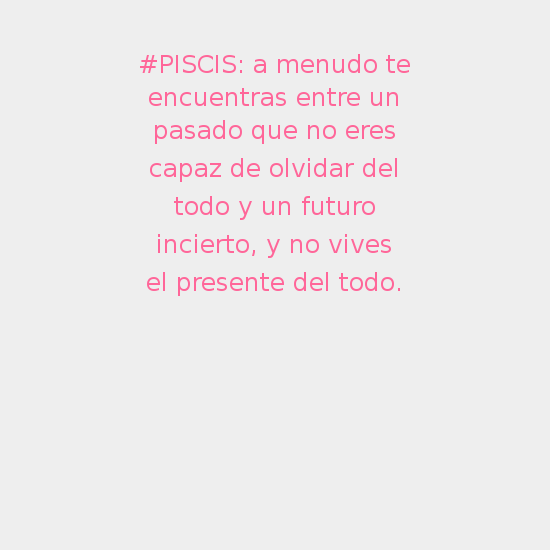 #PISCIS: a menudo te
encuentras entre un
pasado que no eres
capaz de olvidar del
todo y un futuro
incierto, y no vives
el presente del todo.